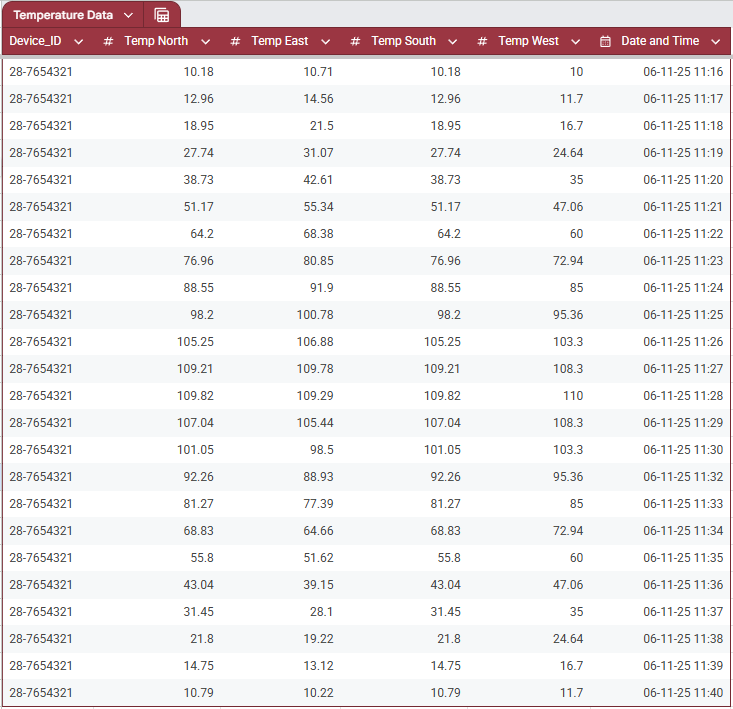 Temperature Data
Device_ID # Temp North # Temp East # Temp South # Temp West Date and Time
28-7654321 10.18 10.71 10.18 10 06-11-25 11:16
28-7654321 12.96 14.56 12.96 11.7 06-11-25 11:17
28-7654321 18.95 21.5 18.95 16.7 06-11-25 11:18
28-7654321 27.74 31.07 27.74 24.64 06-11-25 11:19
28-7654321 38.73 42.61 38.73 35 06-11-25 11:20
28-7654321 51.17 55.34 51.17 47.06 06-11-25 11:21
28-7654321 64.2 68.38 64.2 60 06-11-25 11:22
28-7654321 76.96 80.85 76.96 72.94 06-11-25 11:23
28-7654321 88.55 91.9 88.55 85 06-11-25 11:24
28-7654321 98.2 100.78 98.2 95.36 06-11-25 11:25
28-7654321 105.25 106.88 105.25 103.3 06-11-25 11:26
28-7654321 109.21 109.78 109.21 108.3 06-11-25 11:27
28-7654321 109.82 109.29 109.82 110 06-11-25 11:28
28-7654321 107.04 105.44 107.04 108.3 06-11-25 11:29
28-7654321 101.05 98.5 101.05 103.3 06-11-25 11:30
28-7654321 92.26 88.93 92.26 95.36 06-11-25 11:32
28-7654321 81.27 77.39 81.27 85 06-11-25 11:33
28-7654321 68.83 64.66 68.83 72.94 06-11-25 11:34
28-7654321 55.8 51.62 55.8 60 06-11-25 11:35
28-7654321 43.04 39.15 43.04 47.06 06-11-25 11:36
28-7654321 31.45 28.1 31.45 35 06-11-25 11:37
28-7654321 21.8 19.22 21.8 24.64 06-11-25 11:38
28-7654321 14.75 13.12 14.75 16.7 06-11-25 11:39
28-7654321 10.79 10.22 10.79 11.7 06-11-25 11:40